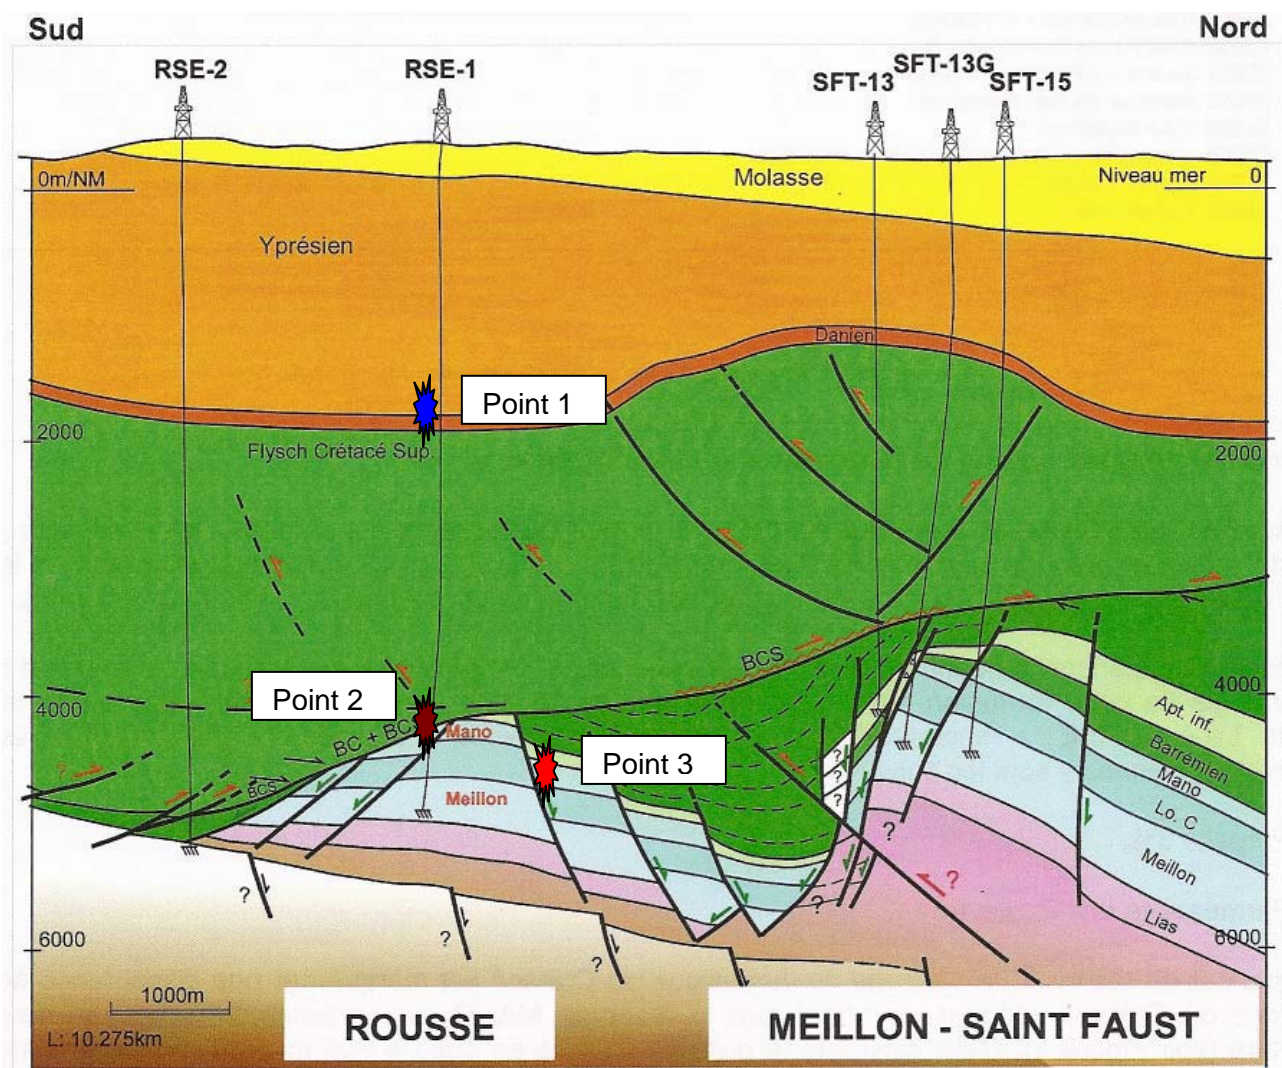 Sud
Nord
RSE-2
RSE-1
SFT-13
SFT-13G
SFT-15
0m/NM
Molasse
Niveau mer
0
Yprésien
Danien
Point 1
2000
Flysch Crétacé Sup.
2000
BCS
Point 2
4000
4000
BC + BCS
Mano
Apt. inf.
Point 3
?
BCS
Barrémien
Mano
Meillon
?
?
?
Lo. C
?
Meillon
?
?
?
Lias
?
?
6000
6000
1000m
ROUSSE
MEILLON - SAINT FAUST
L: 10.275km